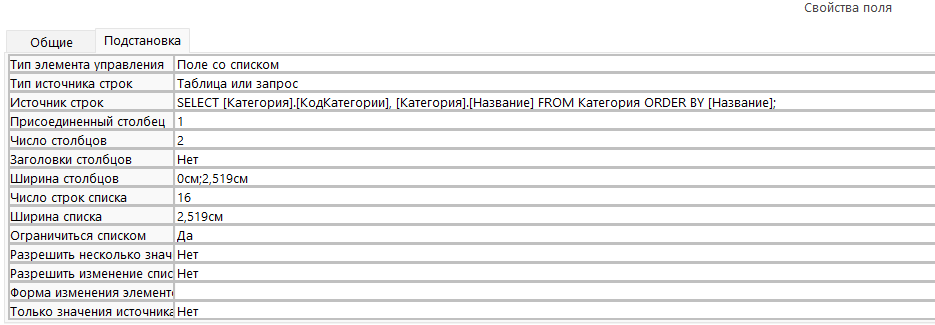 Свойства поля
Общие Подстановка
Тип элемента управления Поле со списком
Тип источника строк Таблица или запрос
Источник строк SELECT [Категория].[КодКатегории], [Категория].[Название] FROM Категория ORDER BY [Название];
Присоединенный столбец 1
Число столбцов 2
Заголовки столбцов Нет
Ширина столбцов 0см;2,519см
Число строк списка 16
Ширина списка 2,519см
Ограничиться списком Да
Разрешить несколько знач Нет
Разрешить изменение спис Нет
Форма изменения элементо
Только значения источника Нет